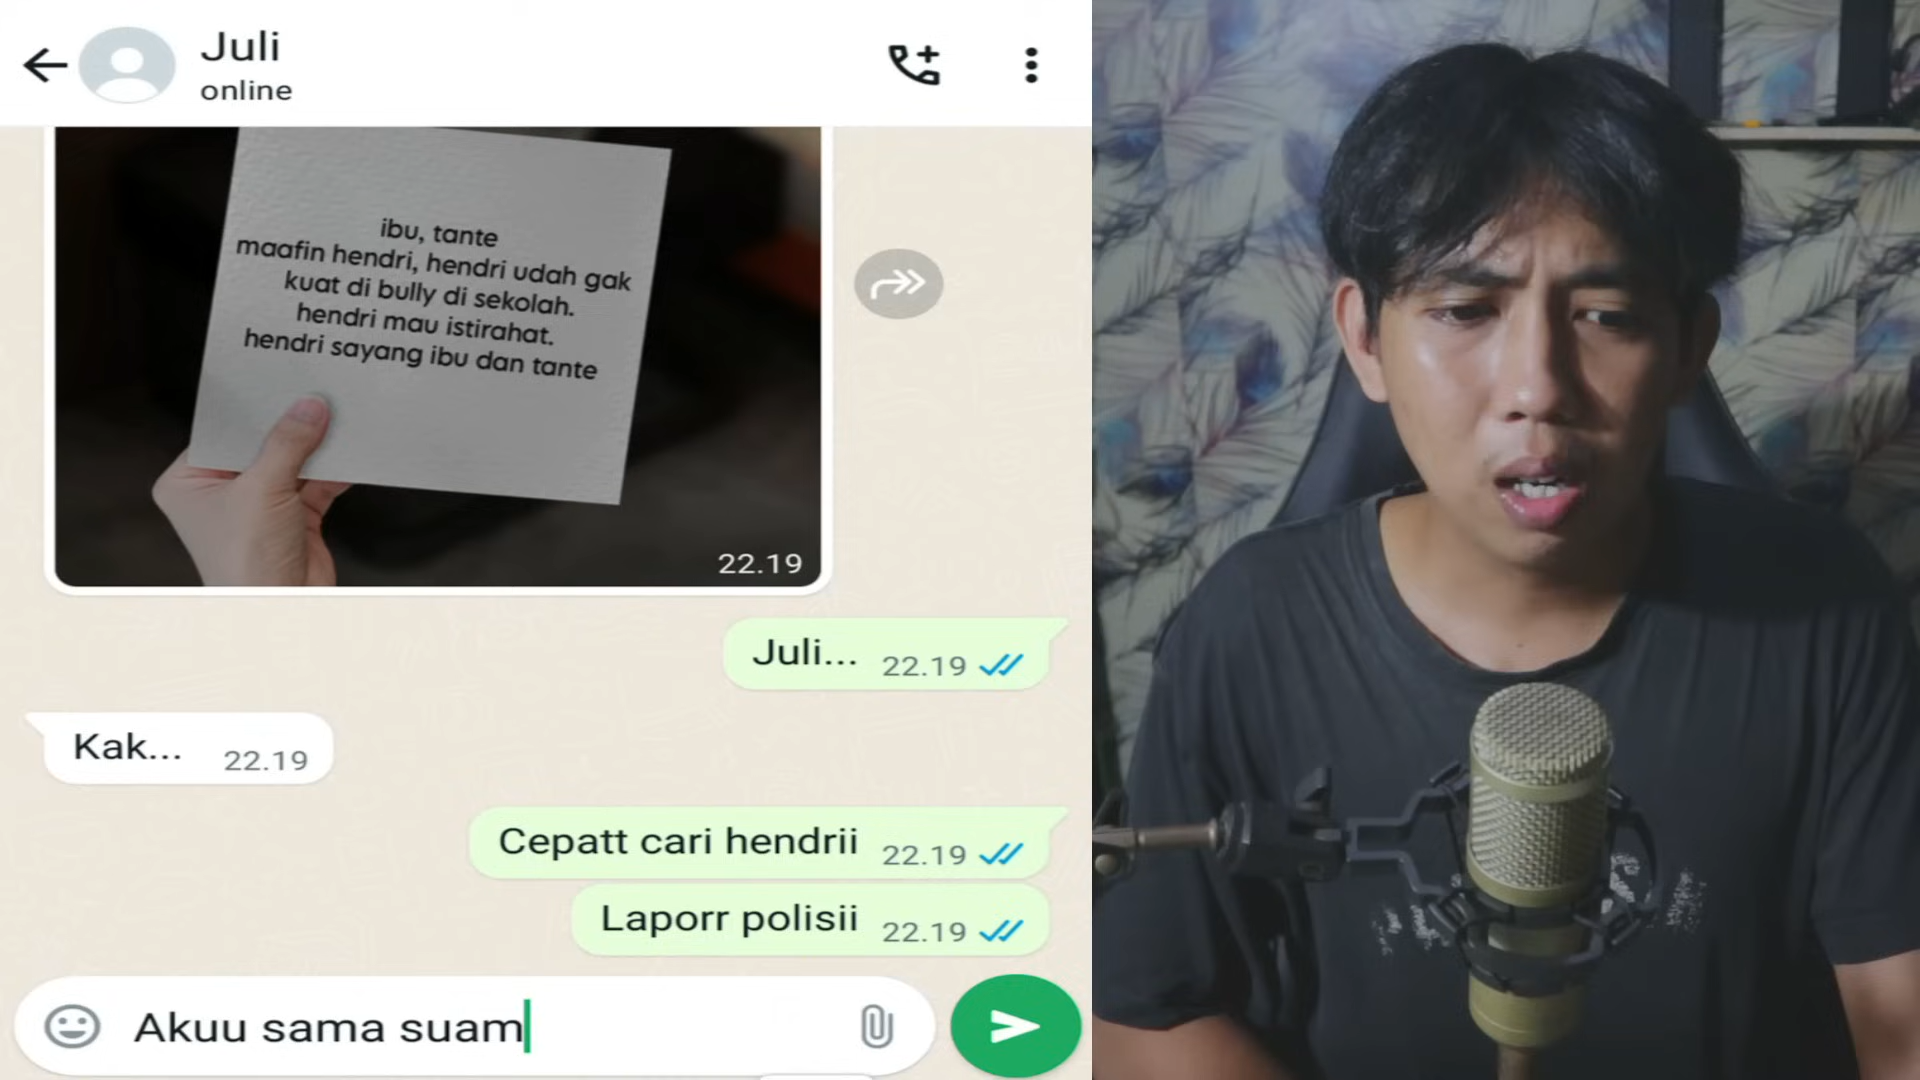 Juli
online
ibu, tante
maafin hendri, hendri udah gak
kuat di bully di sekolah.
hendri mau istirahat.
hendri sayang ibu dan tante
22.19
Juli... 22.19
Kak... 22.19
Cepatt cari hendrii 22.19
Laporr polisii 22.19
Akuu sama suam